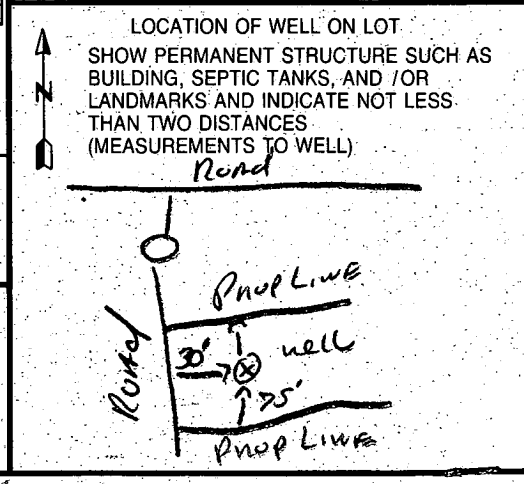 LOCATION OF WELL ON LOT
SHOW PERMANENT STRUCTURE SUCH AS
BUILDING, SEPTIC TANKS, AND /OR
LANDMARKS AND INDICATE NOT LESS
THAN TWO DISTANCES
(MEASUREMENTS TO WELL)
N
Road
Prop Line
Road
30'
well
75'
Prop Line